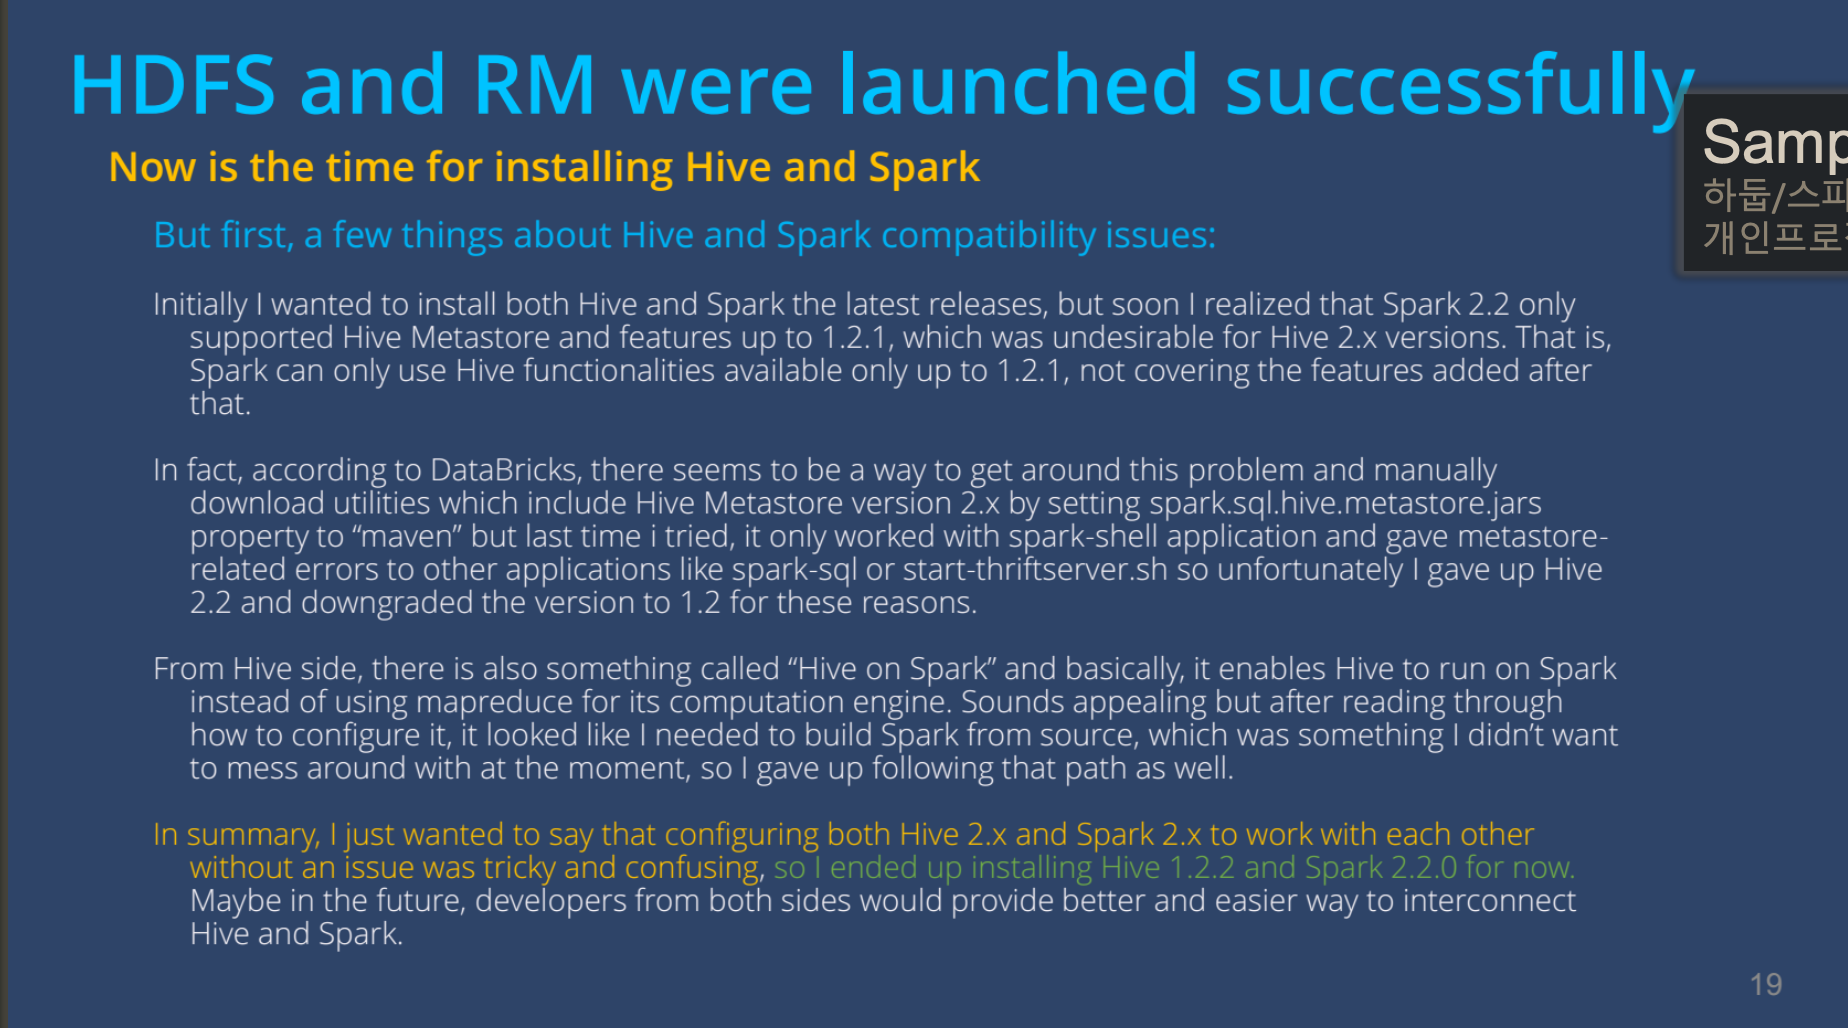 HDFS and RM were launched successfully
Now is the time for installing Hive and Spark
But first, a few things about Hive and Spark compatibility issues:
Initially I wanted to install both Hive and Spark the latest releases, but soon I realized that Spark 2.2 only
supported Hive Metastore and features up to 1.2.1, which was undesirable for Hive 2.x versions. That is,
Spark can only use Hive functionalities available only up to 1.2.1, not covering the features added after
that.
In fact, according to DataBricks, there seems to be a way to get around this problem and manually
download utilities which include Hive Metastore version 2.x by setting spark.sql.hive.metastore.jars
property to “maven” but last time i tried, it only worked with spark-shell application and gave metastore-
related errors to other applications like spark-sql or start-thriftserver.sh so unfortunately I gave up Hive
2.2 and downgraded the version to 1.2 for these reasons.
From Hive side, there is also something called “Hive on Spark” and basically, it enables Hive to run on Spark
instead of using mapreduce for its computation engine. Sounds appealing but after reading through
how to configure it, it looked like I needed to build Spark from source, which was something I didn’t want
to mess around with at the moment, so I gave up following that path as well.
In summary, I just wanted to say that configuring both Hive 2.x and Spark 2.x to work with each other
without an issue was tricky and confusing, so I ended up installing Hive 1.2.2 and Spark 2.2.0 for now.
Maybe in the future, developers from both sides would provide better and easier way to interconnect
Hive and Spark.
Samp
하둡/스파
개인프로
19